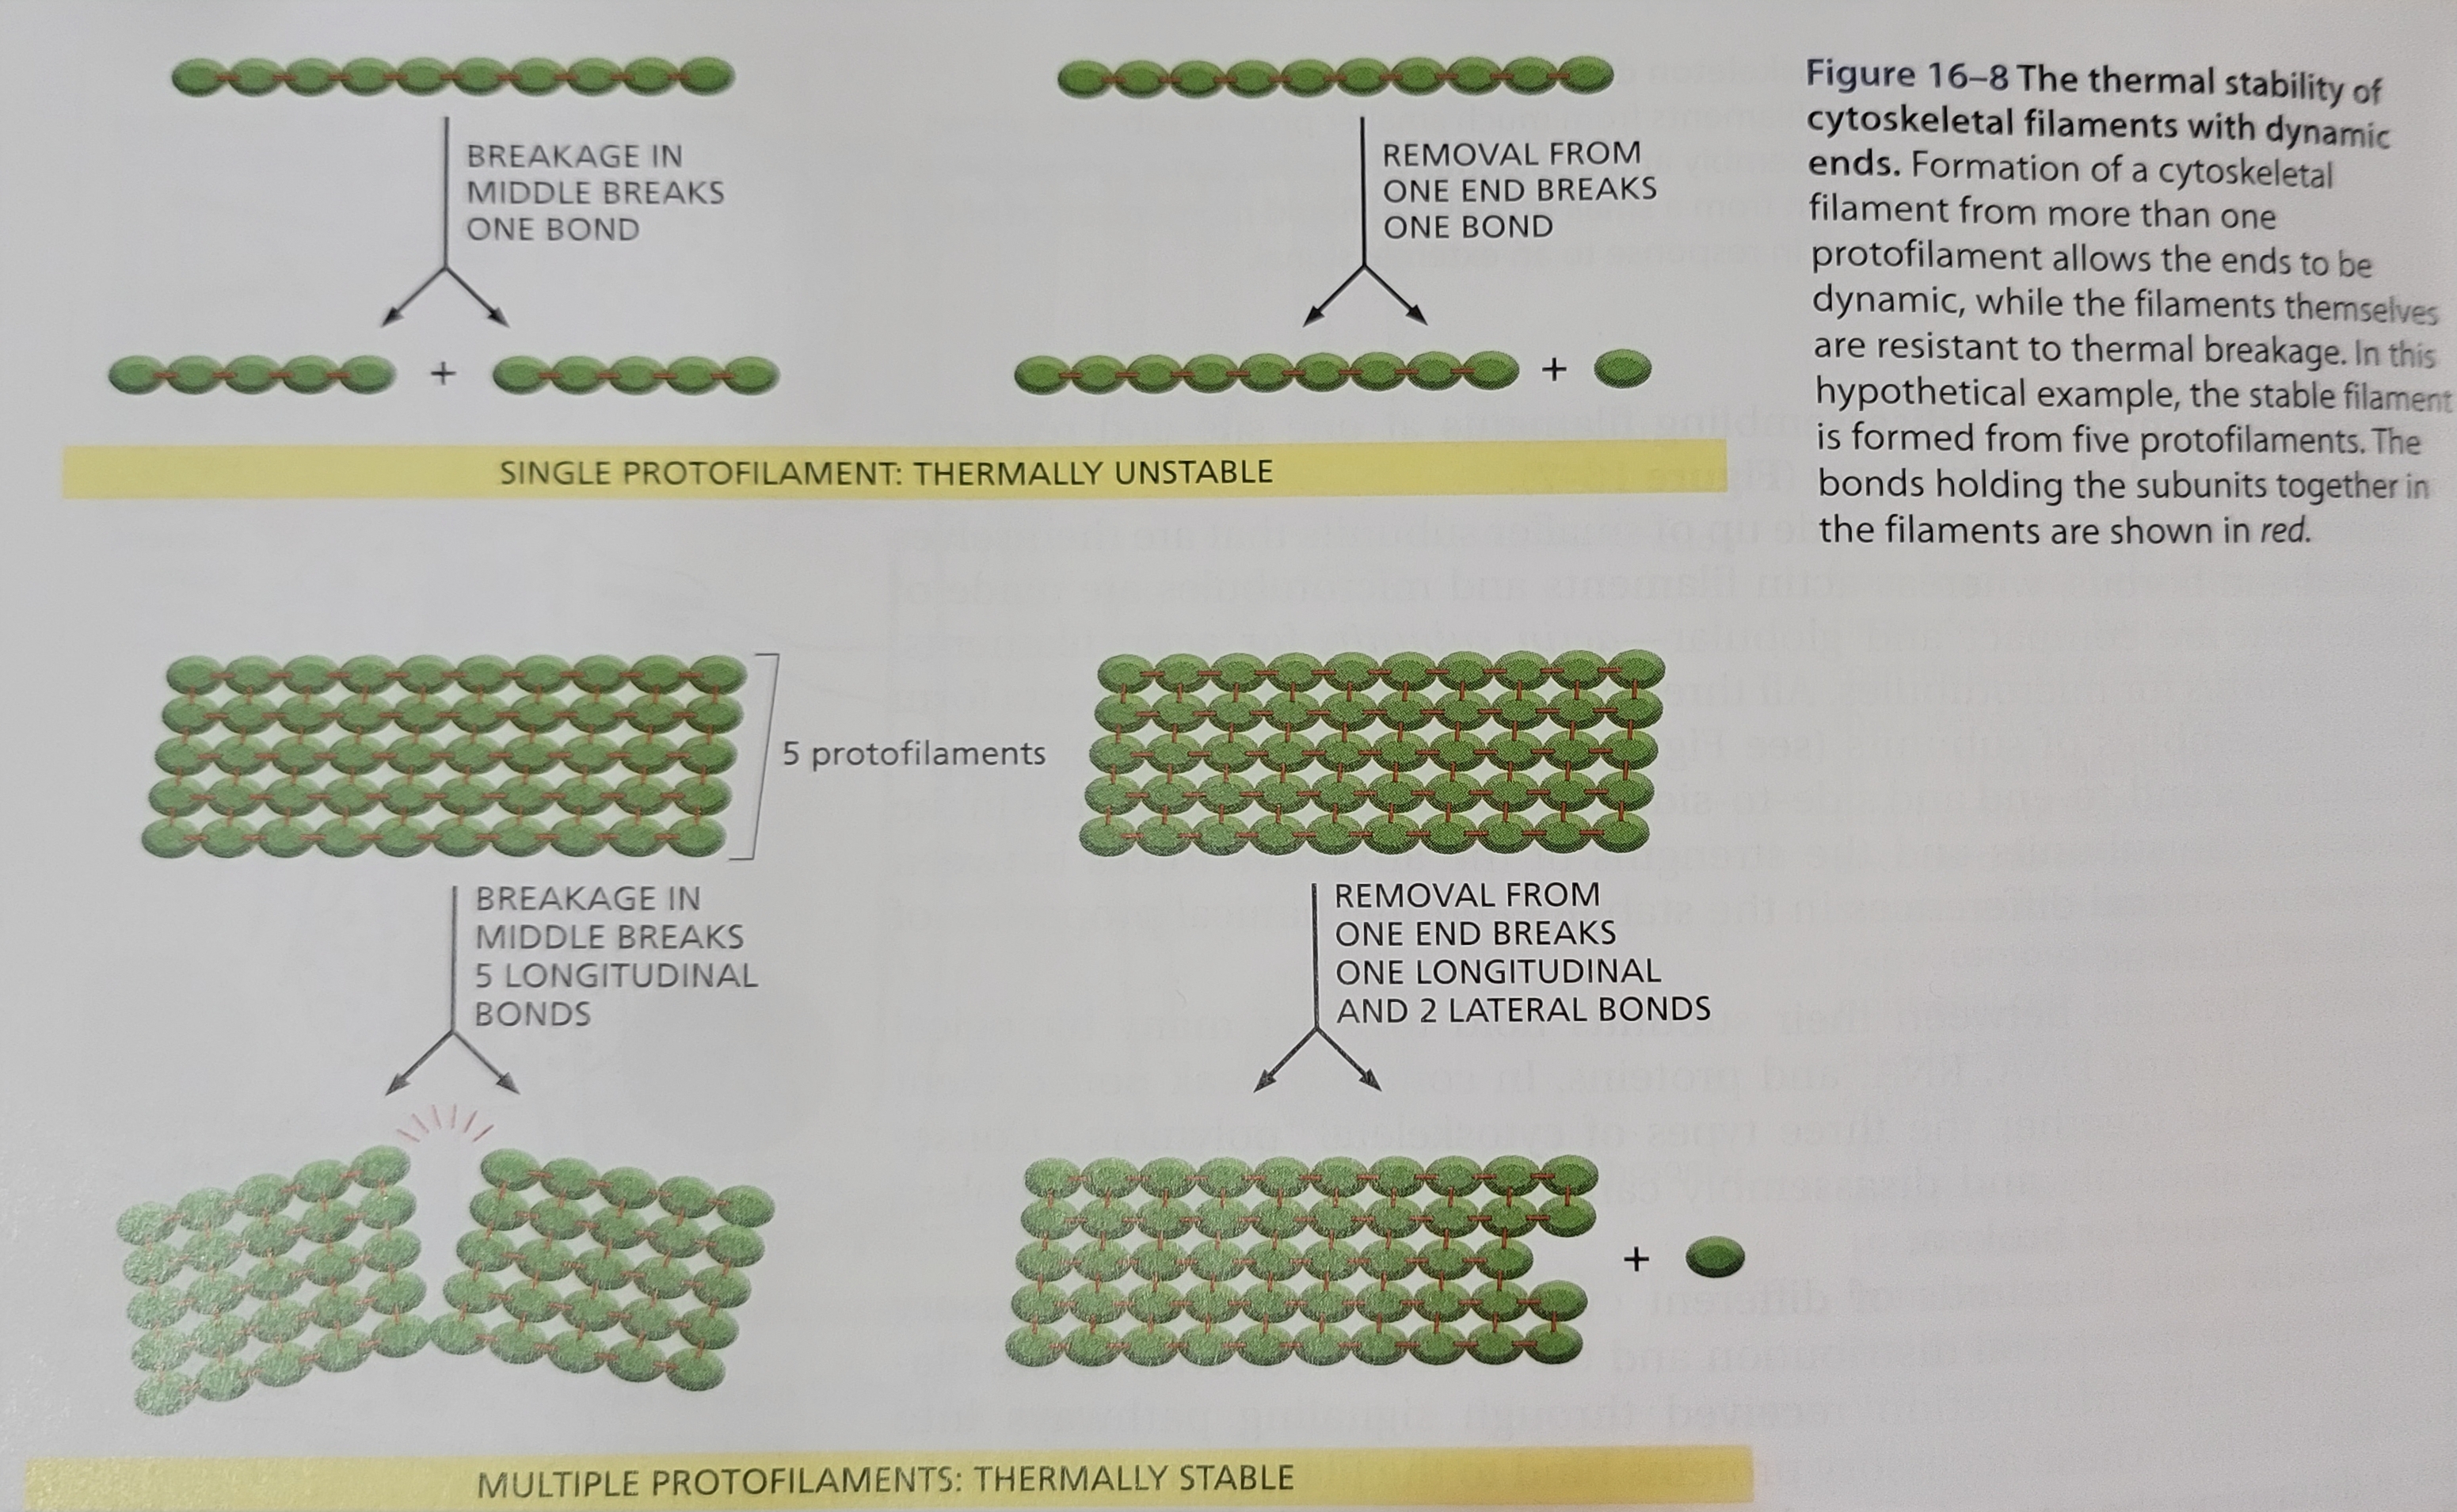 BREAKAGE IN
MIDDLE BREAKS
ONE BOND
+
REMOVAL FROM
ONE END BREAKS
ONE BOND
+
Figure 16–8 The thermal stability of
cytoskeletal filaments with dynamic
ends. Formation of a cytoskeletal
filament from more than one
protofilament allows the ends to be
dynamic, while the filaments themselves
are resistant to thermal breakage. In this
hypothetical example, the stable filament
is formed from five protofilaments. The
bonds holding the subunits together in
the filaments are shown in red.
SINGLE PROTOFILAMENT: THERMALLY UNSTABLE
5 protofilaments
BREAKAGE IN
MIDDLE BREAKS
5 LONGITUDINAL
BONDS
REMOVAL FROM
ONE END BREAKS
ONE LONGITUDINAL
AND 2 LATERAL BONDS
+
MULTIPLE PROTOFILAMENTS: THERMALLY STABLE